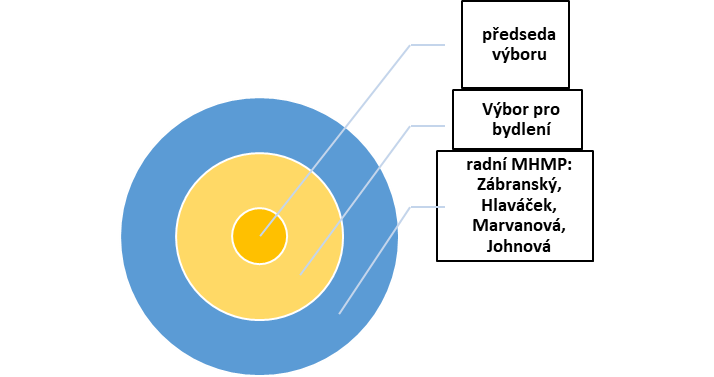 předseda
výboru
Výbor pro
bydlení
radní MHMP:
Zábranský,
Hlaváček,
Marvanová,
Johnová